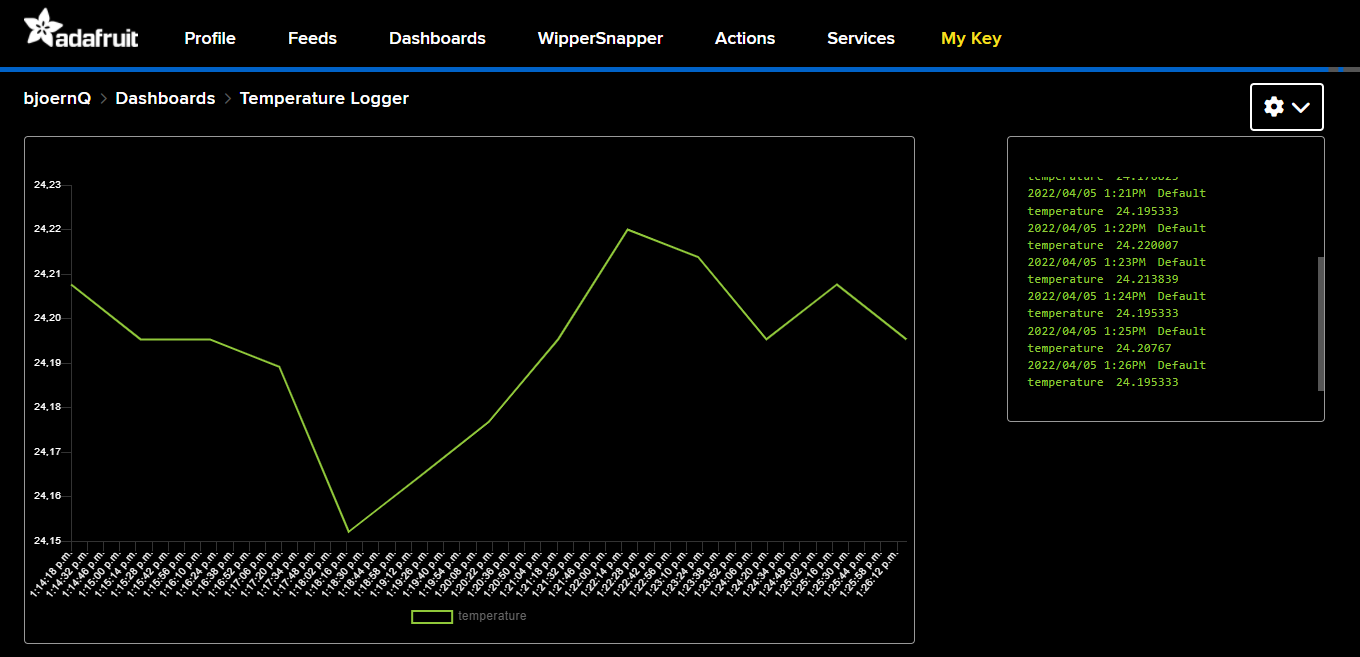 adafruit
Profile Feeds Dashboards WipperSnapper Actions Services My Key
bjoernQ > Dashboards > Temperature Logger
24,23
24,22
24,21
24,20
24,19
24,18
24,17
24,16
24,15
1:14:18 p.m.
1:14:32 p.m.
1:14:46 p.m.
1:15:00 p.m.
1:15:14 p.m.
1:15:28 p.m.
1:15:42 p.m.
1:15:56 p.m.
1:16:10 p.m.
1:16:24 p.m.
1:16:38 p.m.
1:16:52 p.m.
1:17:06 p.m.
1:17:20 p.m.
1:17:34 p.m.
1:17:48 p.m.
1:18:02 p.m.
1:18:16 p.m.
1:18:30 p.m.
1:18:44 p.m.
1:18:58 p.m.
1:19:12 p.m.
1:19:26 p.m.
1:19:40 p.m.
1:19:54 p.m.
1:20:08 p.m.
1:20:22 p.m.
1:20:36 p.m.
1:20:50 p.m.
1:21:04 p.m.
1:21:18 p.m.
1:21:32 p.m.
1:21:46 p.m.
1:22:00 p.m.
1:22:14 p.m.
1:22:28 p.m.
1:22:42 p.m.
1:22:56 p.m.
1:23:10 p.m.
1:23:24 p.m.
1:23:38 p.m.
1:23:52 p.m.
1:24:06 p.m.
1:24:20 p.m.
1:24:34 p.m.
1:24:48 p.m.
1:25:02 p.m.
1:25:16 p.m.
1:25:30 p.m.
1:25:44 p.m.
1:25:58 p.m.
1:26:12 p.m.
temperature
temperature
2022/04/05 1:21PM Default
temperature 24.195333
2022/04/05 1:22PM Default
temperature 24.220007
2022/04/05 1:23PM Default
temperature 24.213839
2022/04/05 1:24PM Default
temperature 24.195333
2022/04/05 1:25PM Default
temperature 24.20767
2022/04/05 1:26PM Default
temperature 24.195333